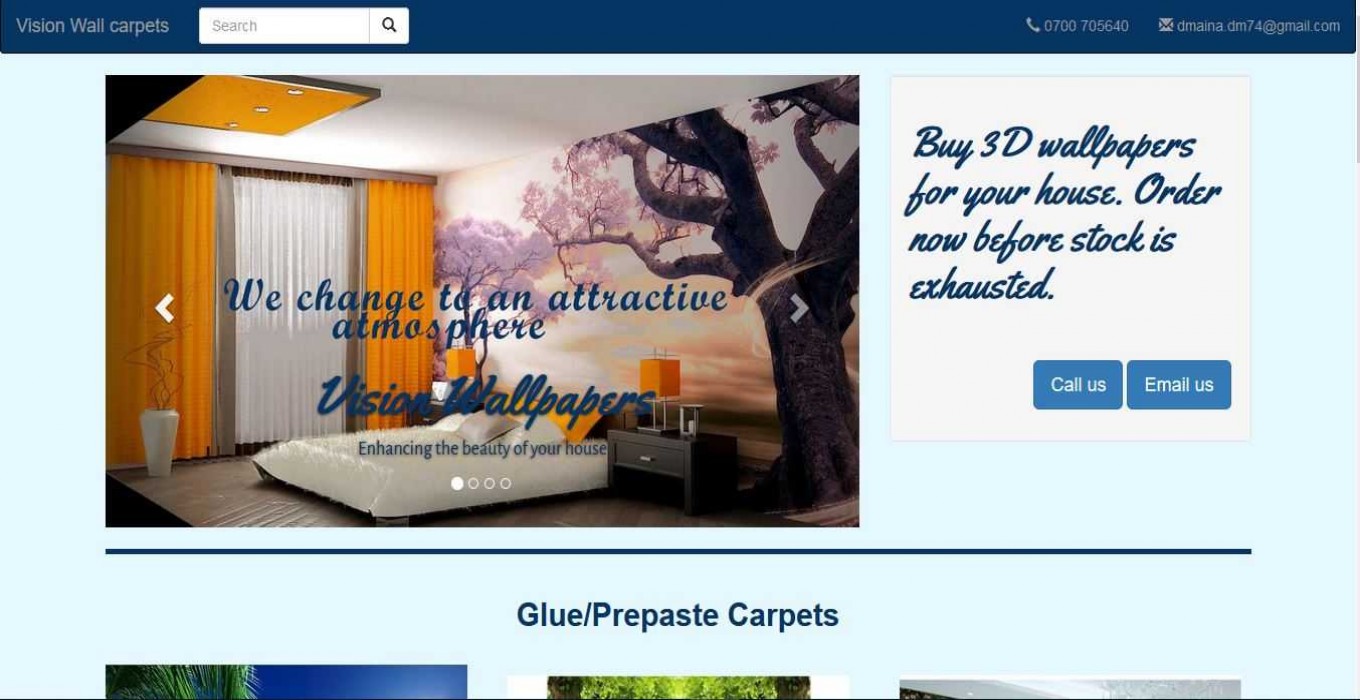 Vision Wall carpets
Search
0700 705640
dmaina.dm74@gmail.com
We change to an attractive
atmosphere
Vision Wallpapers
Enhancing the beauty of your house
Buy 3D wallpapers
for your house. Order
now before stock is
exhausted.
Call us
Email us
Glue/Prepaste Carpets